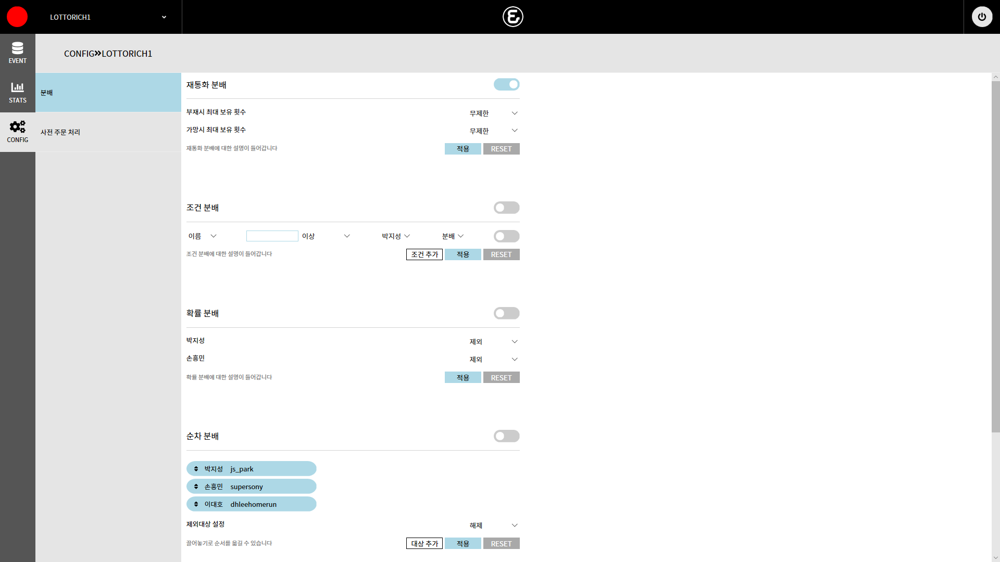 LOTTORICH1
EVENT
STATS
CONFIG
CONFIG»LOTTORICH1
분배
사전 주문 처리
재통화 분배
부재시 최대 보유 횟수 무제한
가망시 최대 보유 횟수 무제한
재통화 분배에 대한 설명이 들어갑니다 적용 RESET
조건 분배
이름 이상 박지성 분배
조건 분배에 대한 설명이 들어갑니다 조건 추가 적용 RESET
확률 분배
박지성 제외
손흥민 제외
확률 분배에 대한 설명이 들어갑니다 적용 RESET
순차 분배
박지성 js_park
손흥민 supersony
이대호 dhleehomerun
제외대상 설정 해제
끌어놓기로 순서를 옮길 수 있습니다 대상 추가 적용 RESET